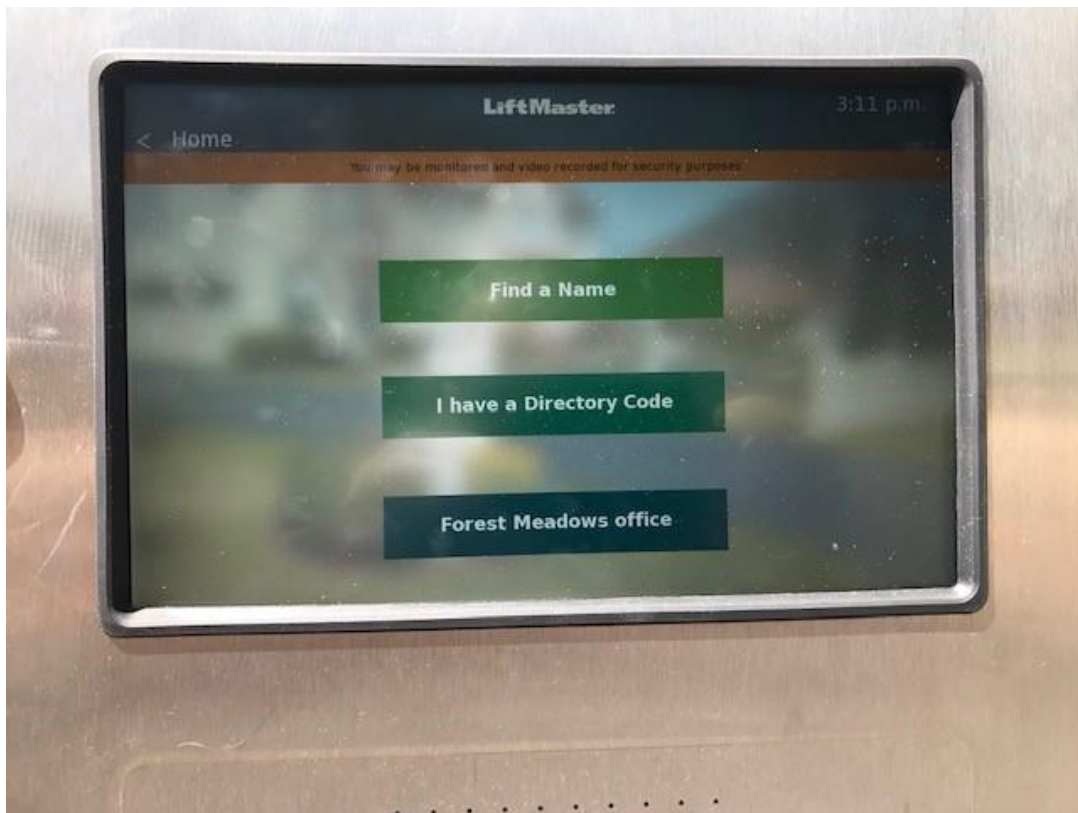 LiftMaster
3:11 p.m.
< Home
You may be monitored and video recorded for security purposes
Find a Name
I have a Directory Code
Forest Meadows office